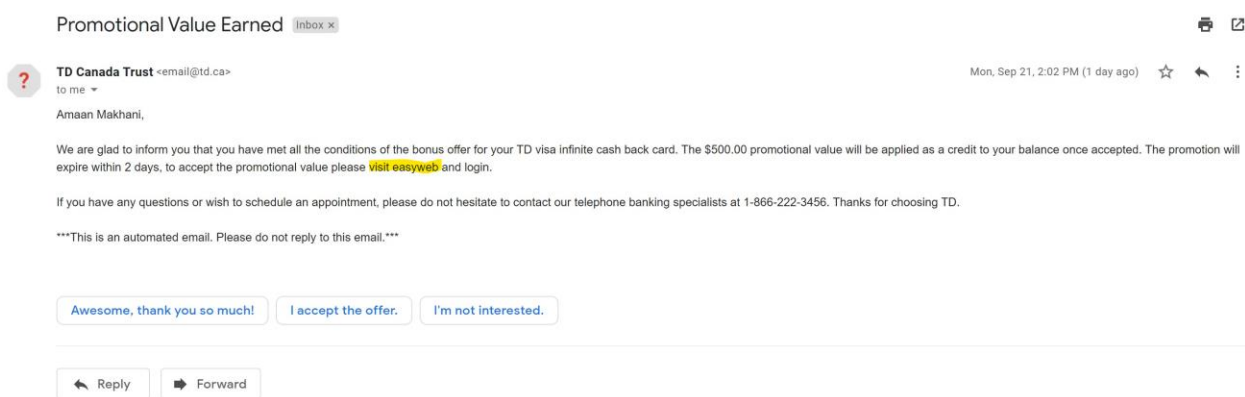 Promotional Value Earned Inbox ×
TD Canada Trust <email@td.ca> Mon, Sep 21, 2:02 PM (1 day ago)
to me
Amaan Makhani,
We are glad to inform you that you have met all the conditions of the bonus offer for your TD visa infinite cash back card. The $500.00 promotional value will be applied as a credit to your balance once accepted. The promotion will
expire within 2 days, to accept the promotional value please visit easyweb and login.
If you have any questions or wish to schedule an appointment, please do not hesitate to contact our telephone banking specialists at 1-866-222-3456. Thanks for choosing TD.
***This is an automated email. Please do not reply to this email.***
Awesome, thank you so much! I accept the offer. I'm not interested.
Reply Forward